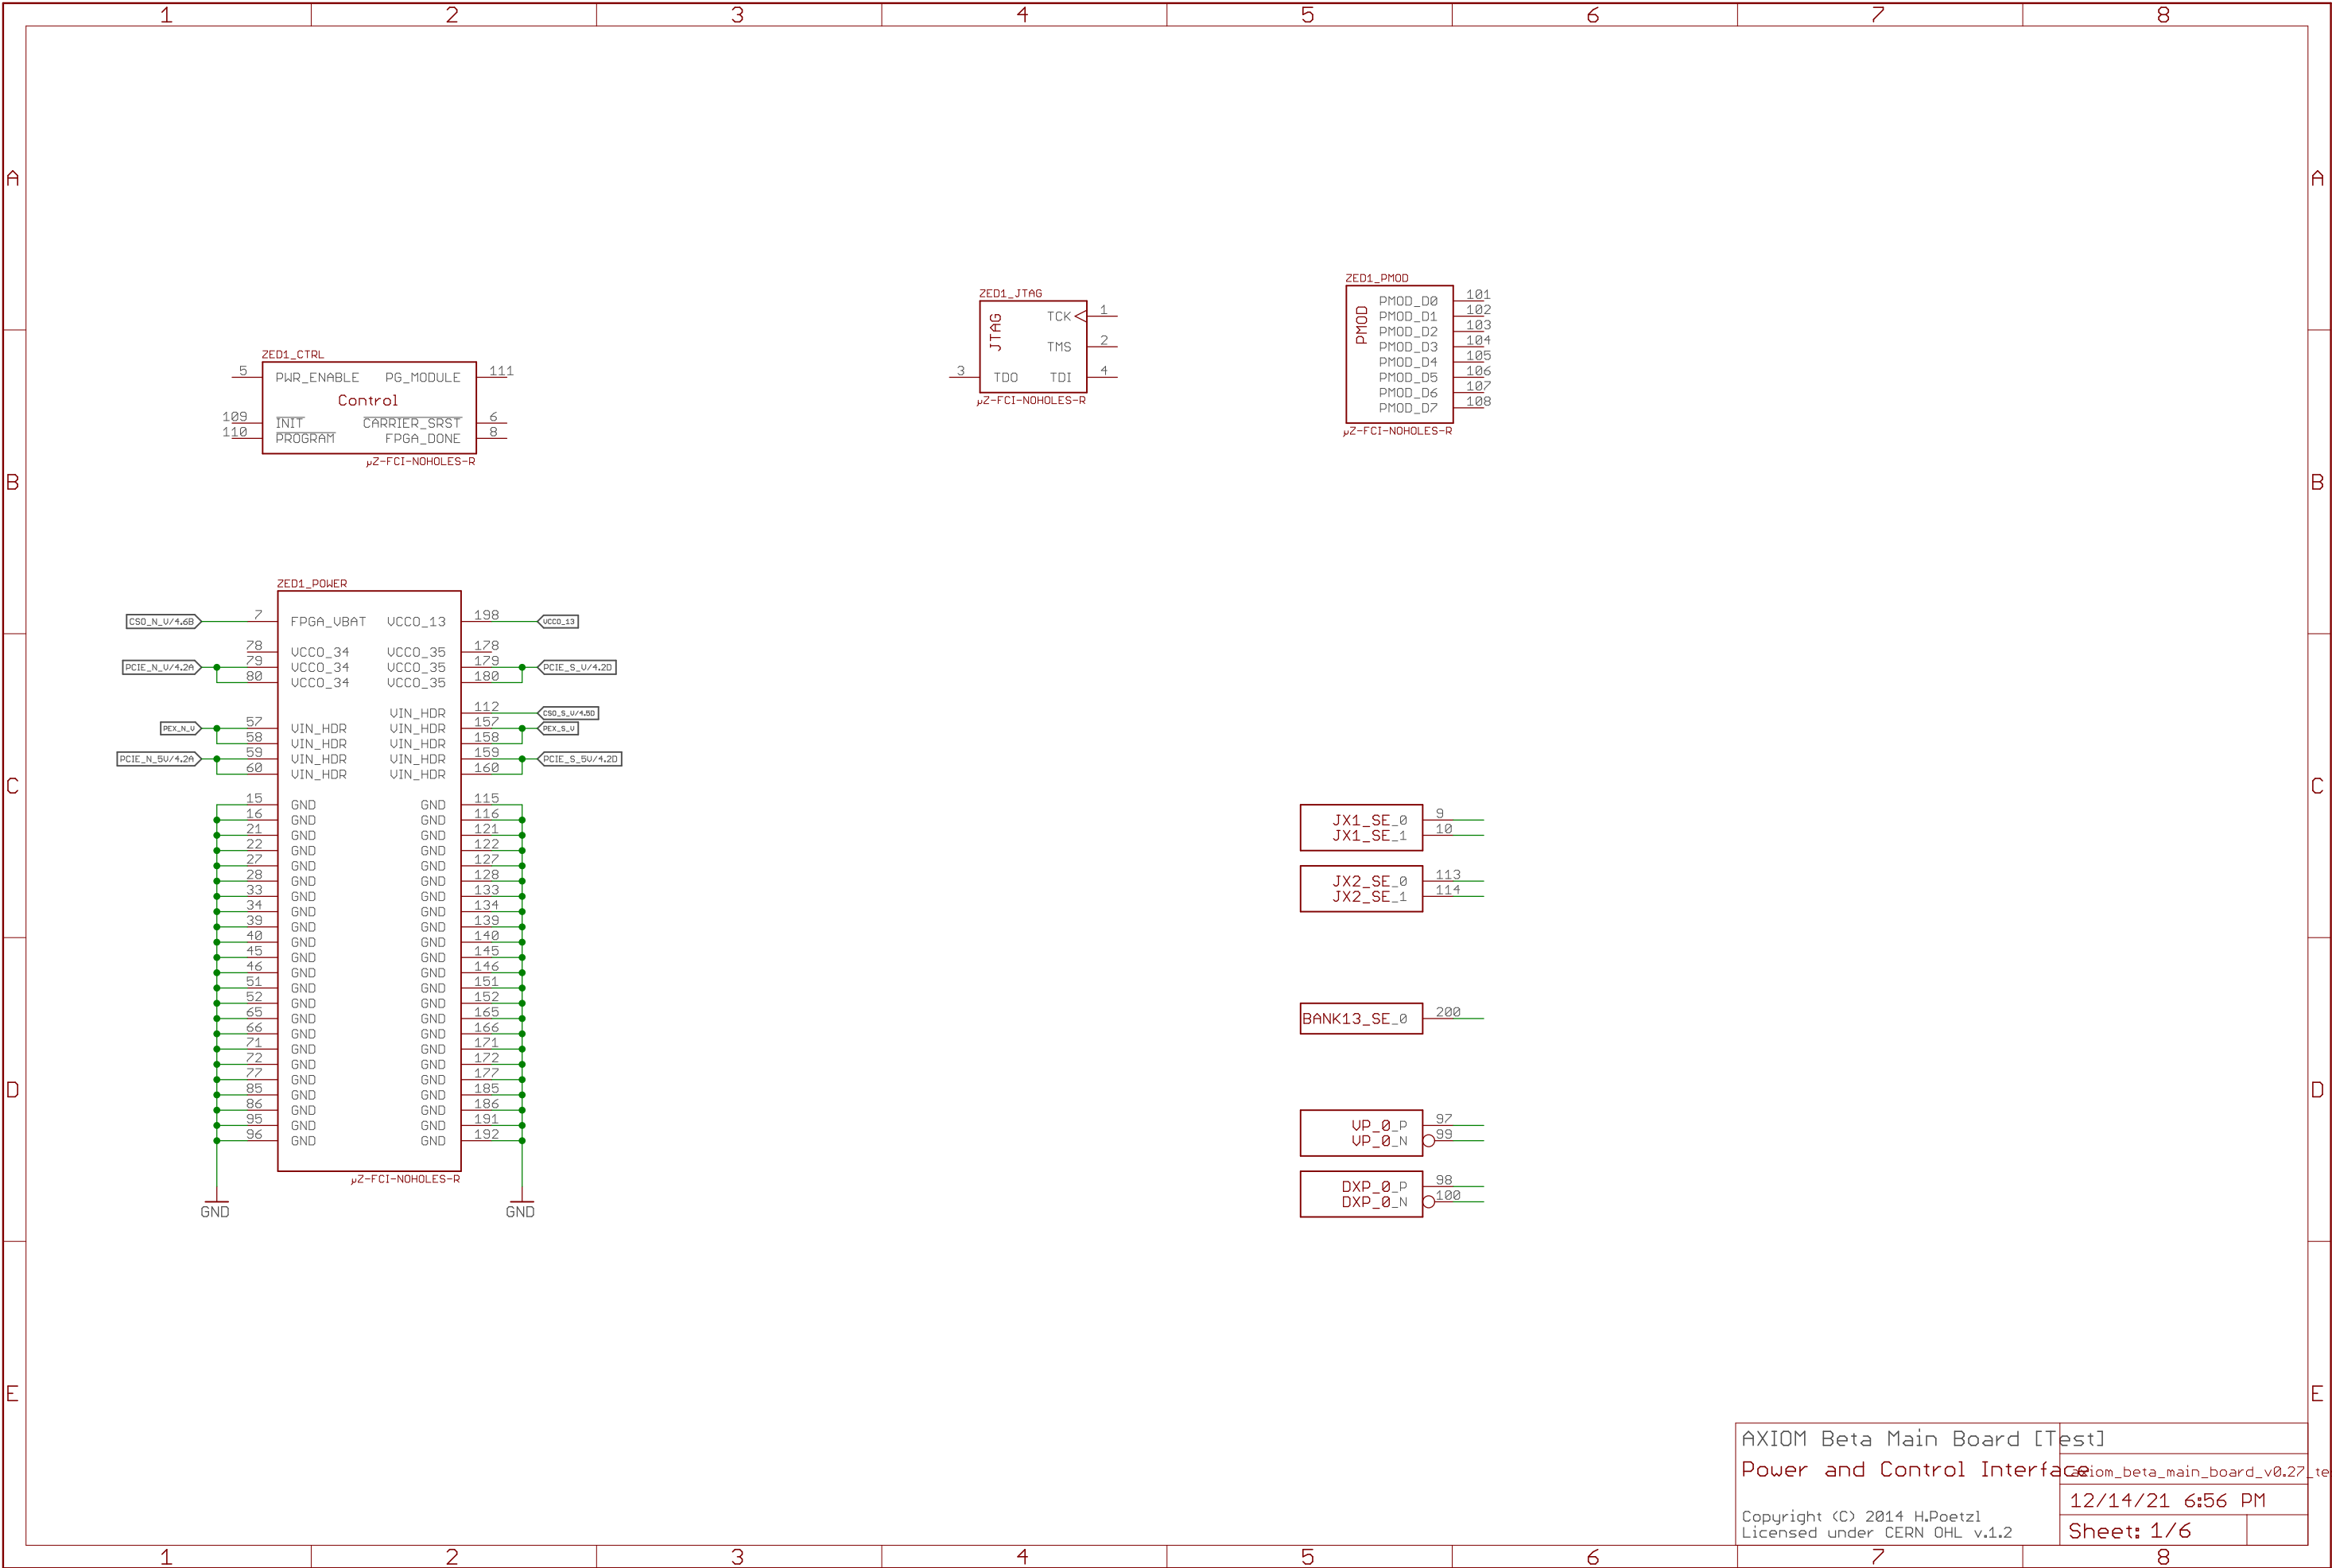 1 2 3 4 5 6 7 8
A A
B B
C C
D D
E E
ZED1_CTRL
5 PWR_ENABLE PG_MODULE 111
Control
109 INIT CARRIER_SRST 6
110 PROGRAM FPGA_DONE 8
µZ-FCI-NOHOLES-R
ZED1_JTAG
JTAG
TCK 1
TMS 2
3 TDO TDI 4
µZ-FCI-NOHOLES-R
ZED1_PMOD
PMOD
PMOD_D0 101
PMOD_D1 102
PMOD_D2 103
PMOD_D3 104
PMOD_D4 105
PMOD_D5 106
PMOD_D6 107
PMOD_D7 108
µZ-FCI-NOHOLES-R
ZED1_POWER
CSO_N_V/4.6B 7 FPGA_VBAT VCCO_13 198 VCCO_13
78 VCCO_34 VCCO_35 178
PCIE_N_V/4.2A 79 VCCO_34 VCCO_35 179 PCIE_S_V/4.2D
80 VCCO_34 VCCO_35 180
VIN_HDR 112 CSO_S_V/4.5D
PEX_N_V 57 VIN_HDR VIN_HDR 157 PEX_S_V
58 VIN_HDR VIN_HDR 158
PCIE_N_5V/4.2A 59 VIN_HDR VIN_HDR 159 PCIE_S_5V/4.2D
60 VIN_HDR VIN_HDR 160
15 GND GND 115
16 GND GND 116
21 GND GND 121
22 GND GND 122
27 GND GND 127
28 GND GND 128
33 GND GND 133
34 GND GND 134
39 GND GND 139
40 GND GND 140
45 GND GND 145
46 GND GND 146
51 GND GND 151
52 GND GND 152
65 GND GND 165
66 GND GND 166
71 GND GND 171
72 GND GND 172
77 GND GND 177
85 GND GND 185
86 GND GND 186
95 GND GND 191
96 GND GND 192
µZ-FCI-NOHOLES-R
GND GND
JX1_SE_0 9
JX1_SE_1 10
JX2_SE_0 113
JX2_SE_1 114
BANK13_SE_0 200
VP_0_P 97
VP_0_N 99
DXP_0_P 98
DXP_0_N 100
AXIOM Beta Main Board [Test]
Power and Control Interface
axiom_beta_main_board_v0.27_te
12/14/21 6:56 PM
Copyright (C) 2014 H.Poetzl
Licensed under CERN OHL v.1.2
Sheet: 1/6
1 2 3 4 5 6 7 8